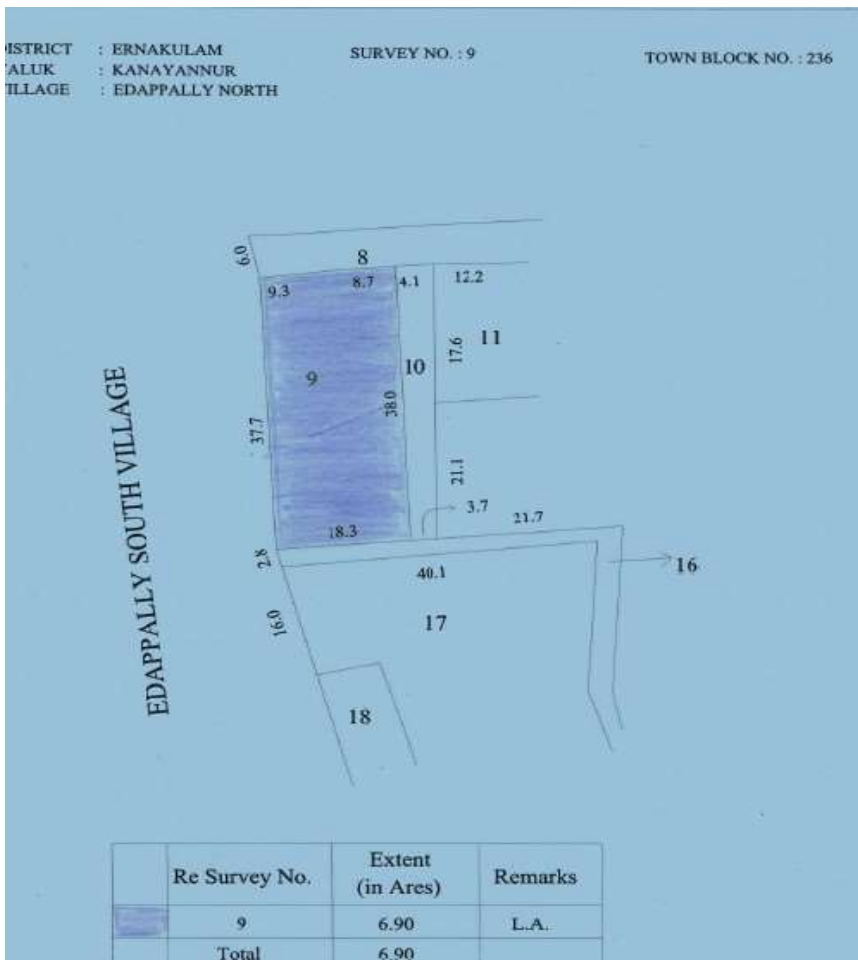 ISTRICT : ERNAKULAM SURVEY NO. : 9 TOWN BLOCK NO. : 236
ALUK : KANAYANNUR
ILLAGE : EDAPPALLY NORTH
6.0
8
9.3 8.7 4.1 12.2
17.6 11
10
9
38.0
37.7
EDAPPALLY SOUTH VILLAGE
21.1
3.7
18.3 21.7
2.8
40.1 16
16.0
17
18
Re Survey No. Extent (in Ares) Remarks
9 6.90 L.A.
Total 6.90